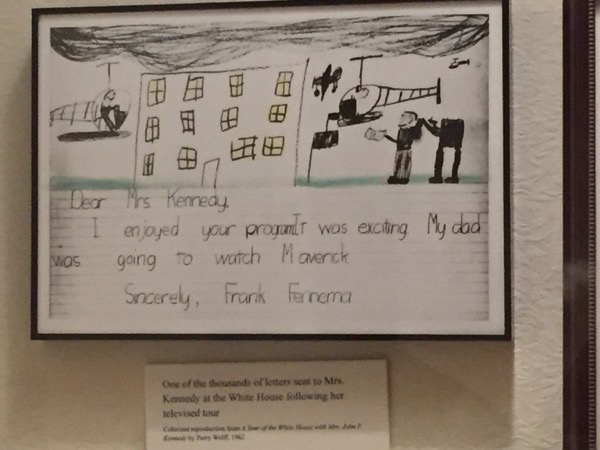 Dear Mrs. Kennedy,
I enjoyed your program It was exciting My dad
was going to watch Maverick
Sincerely, Frank Fennema
One of the thousands of letters sent to Mrs.
Kennedy at the White House following her
televised tour
Colorized reproduction from A Tour of the White House with Mrs. John F.
Kennedy by Perry Wolff, 1962